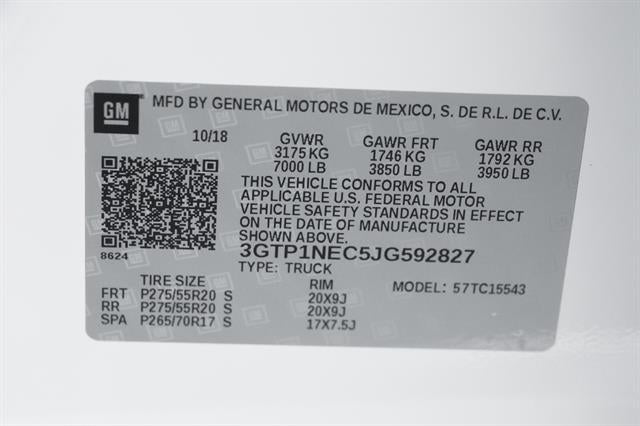 GM MFD BY GENERAL MOTORS DE MEXICO, S. DE R.L. DE C.V.
10/18 GVWR GAWR FRT GAWR RR
3175 KG 1746 KG 1792 KG
7000 LB 3850 LB 3950 LB
THIS VEHICLE CONFORMS TO ALL
APPLICABLE U.S. FEDERAL MOTOR
VEHICLE SAFETY STANDARDS IN EFFECT
ON THE DATE OF MANUFACTURE
SHOWN ABOVE.
8624 3GTP1NEC5JG592827
TYPE: TRUCK
TIRE SIZE RIM MODEL: 57TC15543
FRT P275/55R20 S 20X9J
RR P275/55R20 S 20X9J
SPA P265/70R17 S 17X7.5J